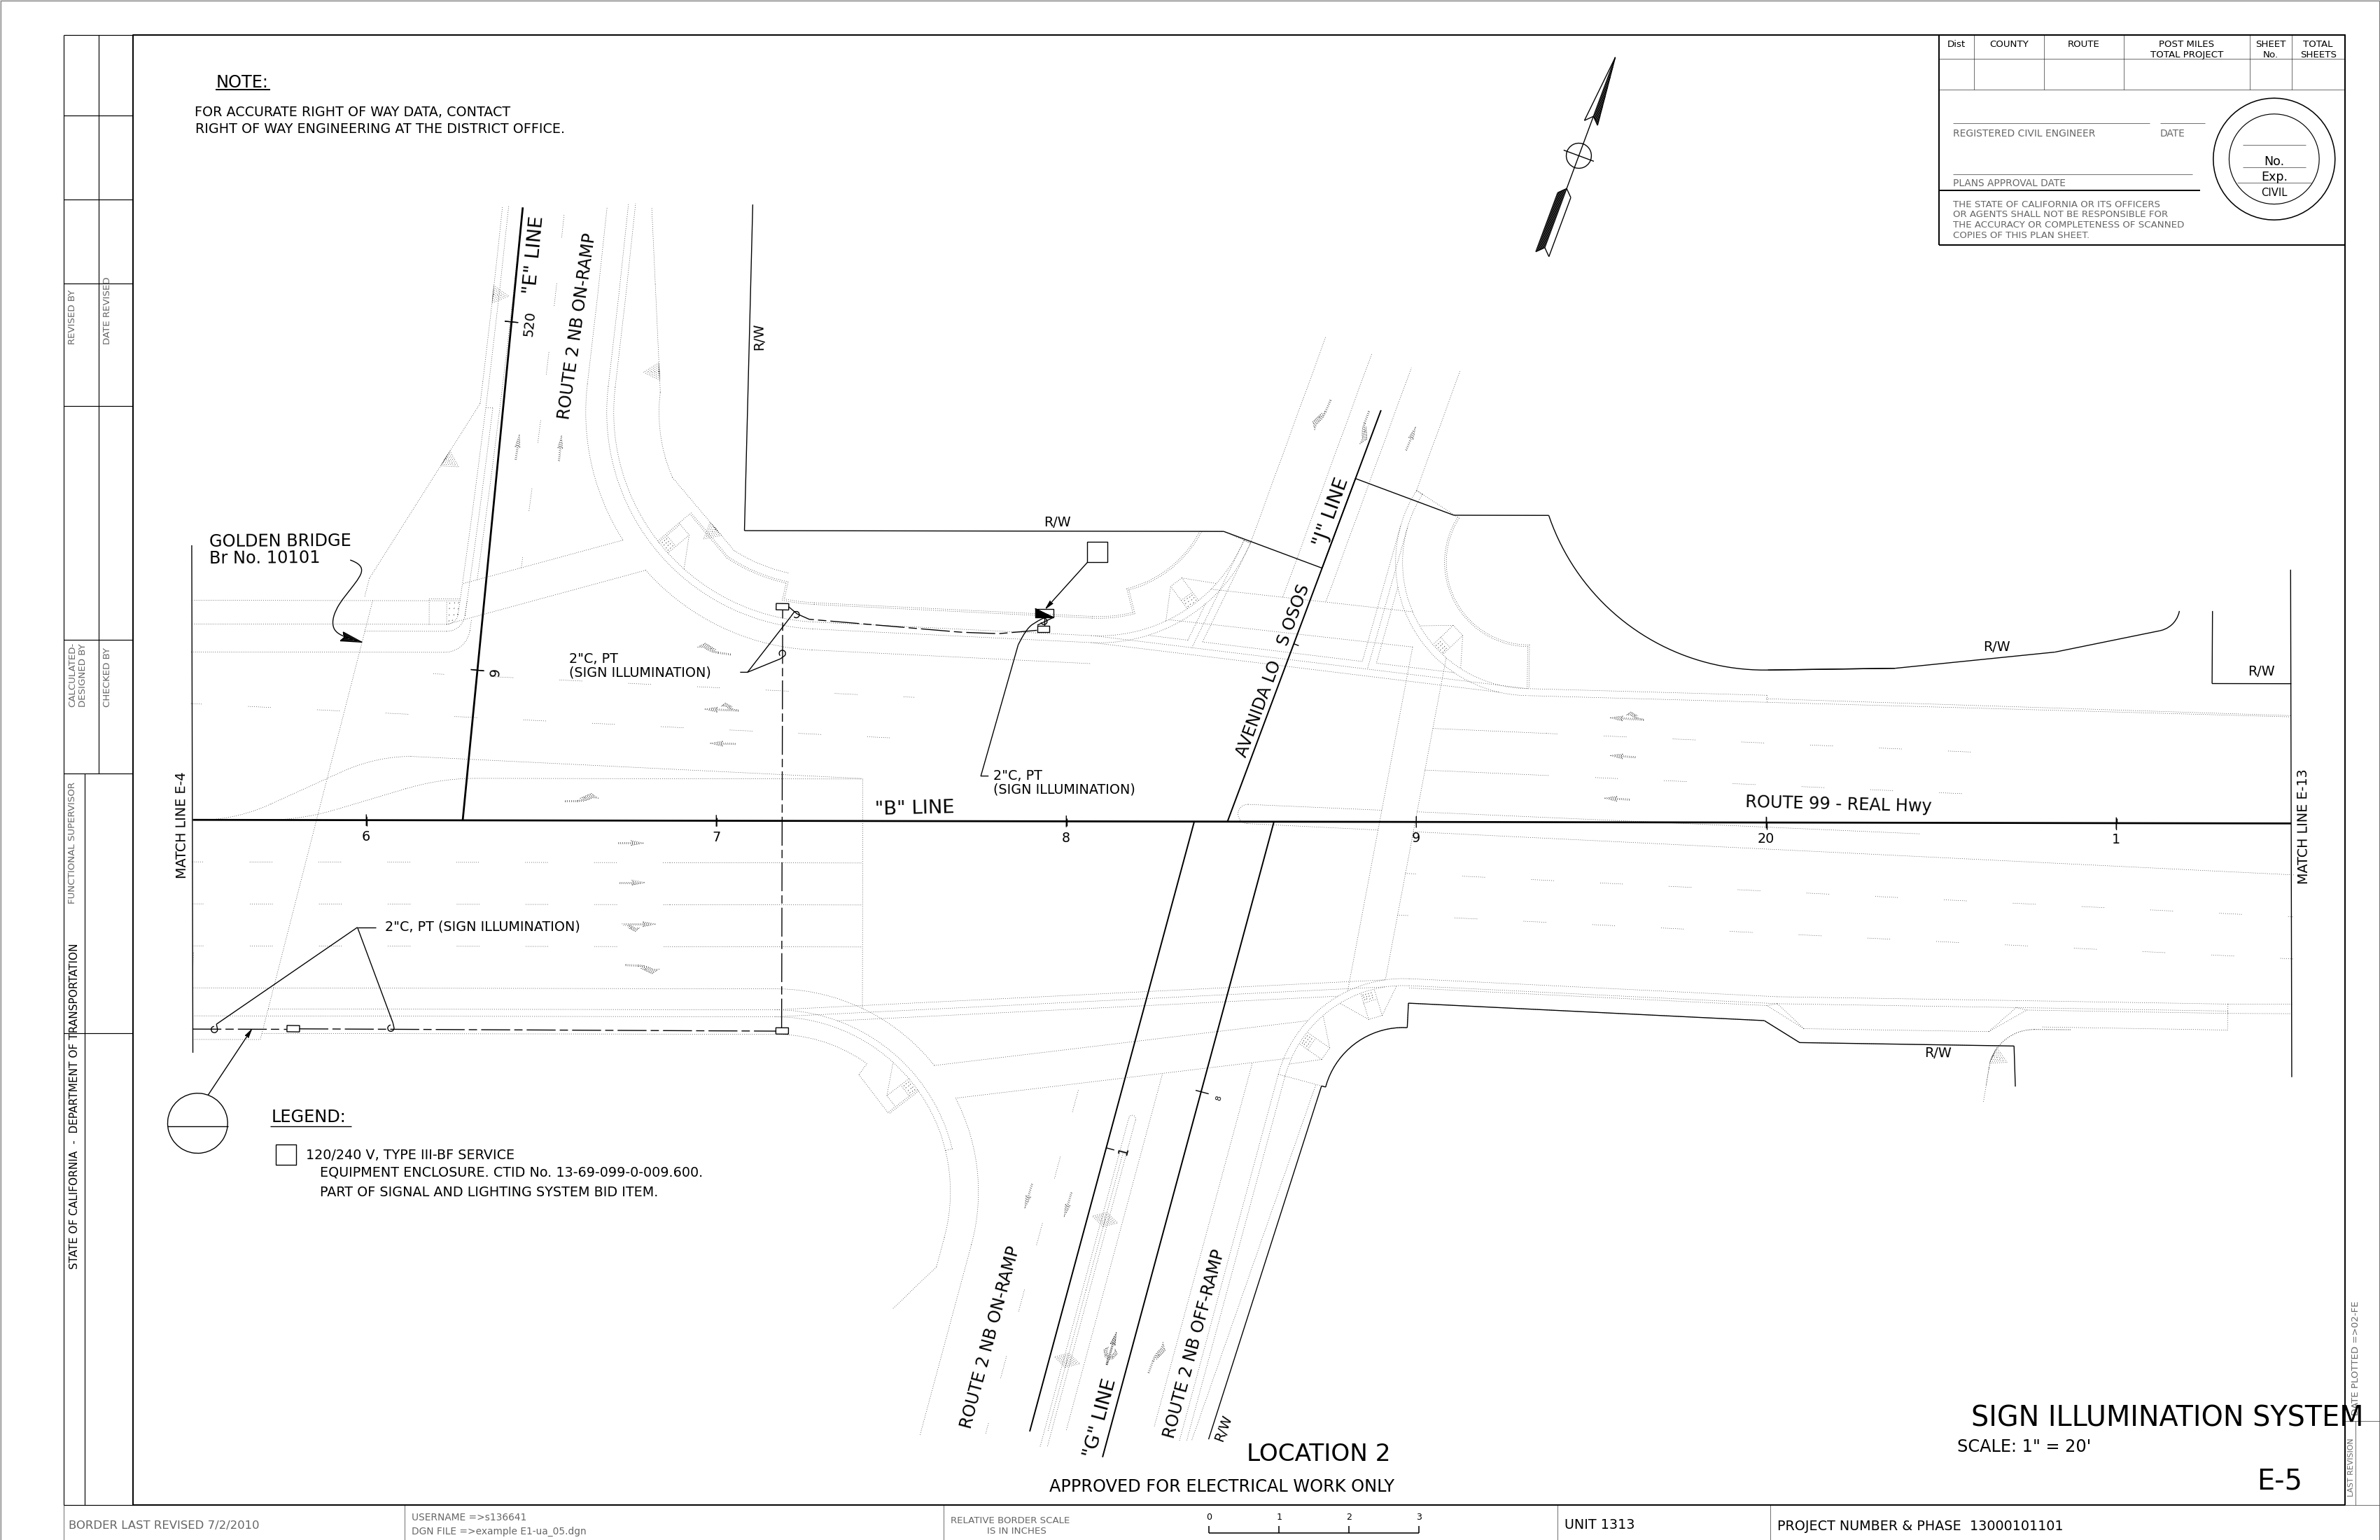 NOTE:
FOR ACCURATE RIGHT OF WAY DATA, CONTACT
RIGHT OF WAY ENGINEERING AT THE DISTRICT OFFICE.
Dist COUNTY ROUTE POST MILES TOTAL PROJECT SHEET No. TOTAL SHEETS
REGISTERED CIVIL ENGINEER DATE
PLANS APPROVAL DATE
No.
Exp.
CIVIL
THE STATE OF CALIFORNIA OR ITS OFFICERS
OR AGENTS SHALL NOT BE RESPONSIBLE FOR
THE ACCURACY OR COMPLETENESS OF SCANNED
COPIES OF THIS PLAN SHEET.
REVISED BY
DATE REVISED
CALCULATED-
DESIGNED BY
CHECKED BY
FUNCTIONAL SUPERVISOR
STATE OF CALIFORNIA - DEPARTMENT OF TRANSPORTATION
"E" LINE
520
ROUTE 2 NB ON-RAMP
R/W
R/W
"J" LINE
GOLDEN BRIDGE
Br No. 10101
AVENIDA LO S OSOS
2"C, PT
(SIGN ILLUMINATION)
9
R/W
R/W
2"C, PT
(SIGN ILLUMINATION)
MATCH LINE E-4
"B" LINE
ROUTE 99 - REAL Hwy
MATCH LINE E-13
6
7
8
9
20
1
2"C, PT (SIGN ILLUMINATION)
R/W
8
1
LEGEND:
120/240 V, TYPE III-BF SERVICE
EQUIPMENT ENCLOSURE. CTID No. 13-69-099-0-009.600.
PART OF SIGNAL AND LIGHTING SYSTEM BID ITEM.
ROUTE 2 NB ON-RAMP
"G" LINE
ROUTE 2 NB OFF-RAMP
R/W
LOCATION 2
APPROVED FOR ELECTRICAL WORK ONLY
SIGN ILLUMINATION SYSTEM
SCALE: 1" = 20'
E-5
DATE PLOTTED =>02-FE
LAST REVISION
BORDER LAST REVISED 7/2/2010
USERNAME =>s136641
DGN FILE =>example E1-ua_05.dgn
RELATIVE BORDER SCALE
IS IN INCHES
0 1 2 3
UNIT 1313
PROJECT NUMBER & PHASE 13000101101